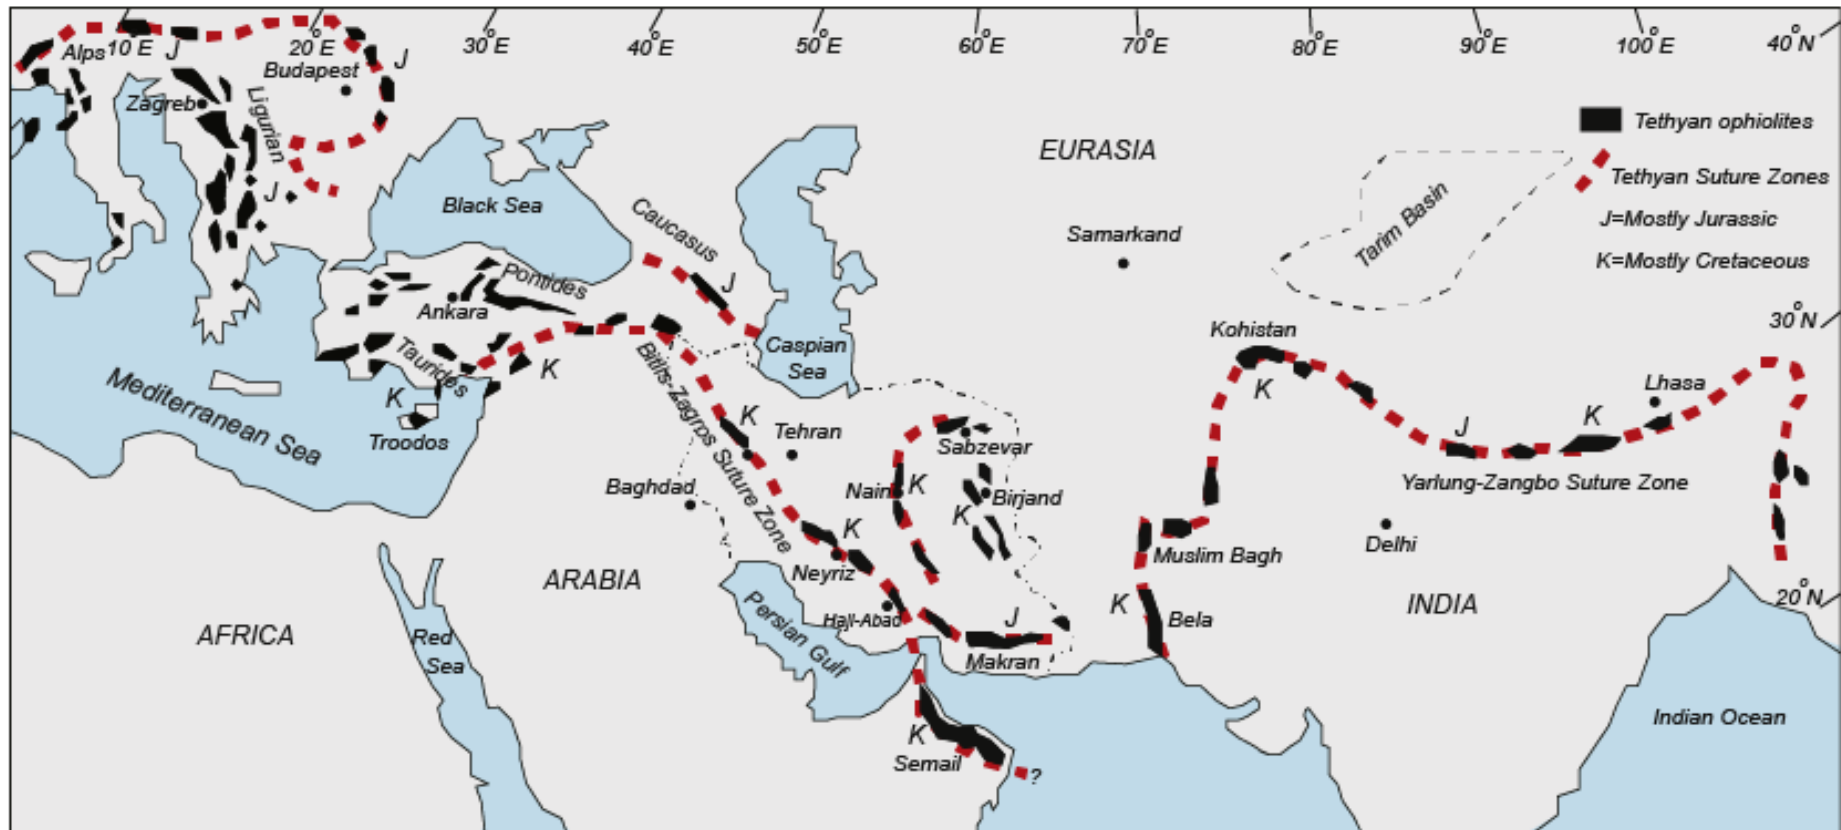 10°E
20°E
30°E
40°E
50°E
60°E
70°E
80°E
90°E
100°E
40°N
Alps
J
J
Budapest
Zagreb
Ligurian
J
Black Sea
Caucasus
J
EURASIA
Samarkand
Tarim Basin
Tethyan ophiolites
Tethyan Suture Zones
J=Mostly Jurassic
K=Mostly Cretaceous
30°N
Pontides
Ankara
Taurides
K
K
Troodos
Mediterranean Sea
Caspian
Sea
Bitlis-Zagros Suture Zone
K
Tehran
Baghdad
Sabzevar
Nain
K
Birjand
K
K
Neyriz
Haji-Abad
Kohistan
K
Lhasa
J
K
Yarlung-Zangbo Suture Zone
Muslim Bagh
Delhi
K
Bela
INDIA
20°N
ARABIA
AFRICA
Red
Sea
Persian Gulf
J
Makran
K
Semail
?
Indian Ocean